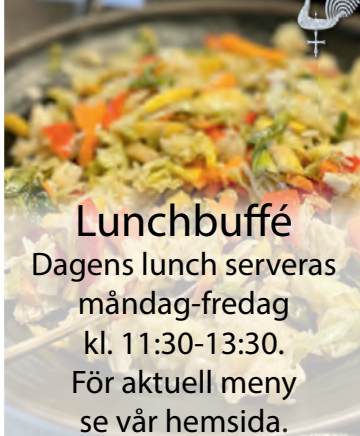 Lunchbuffé
Dagens lunch serveras
måndag-fredag
kl. 11:30-13:30.
För aktuell meny
se vår hemsida.